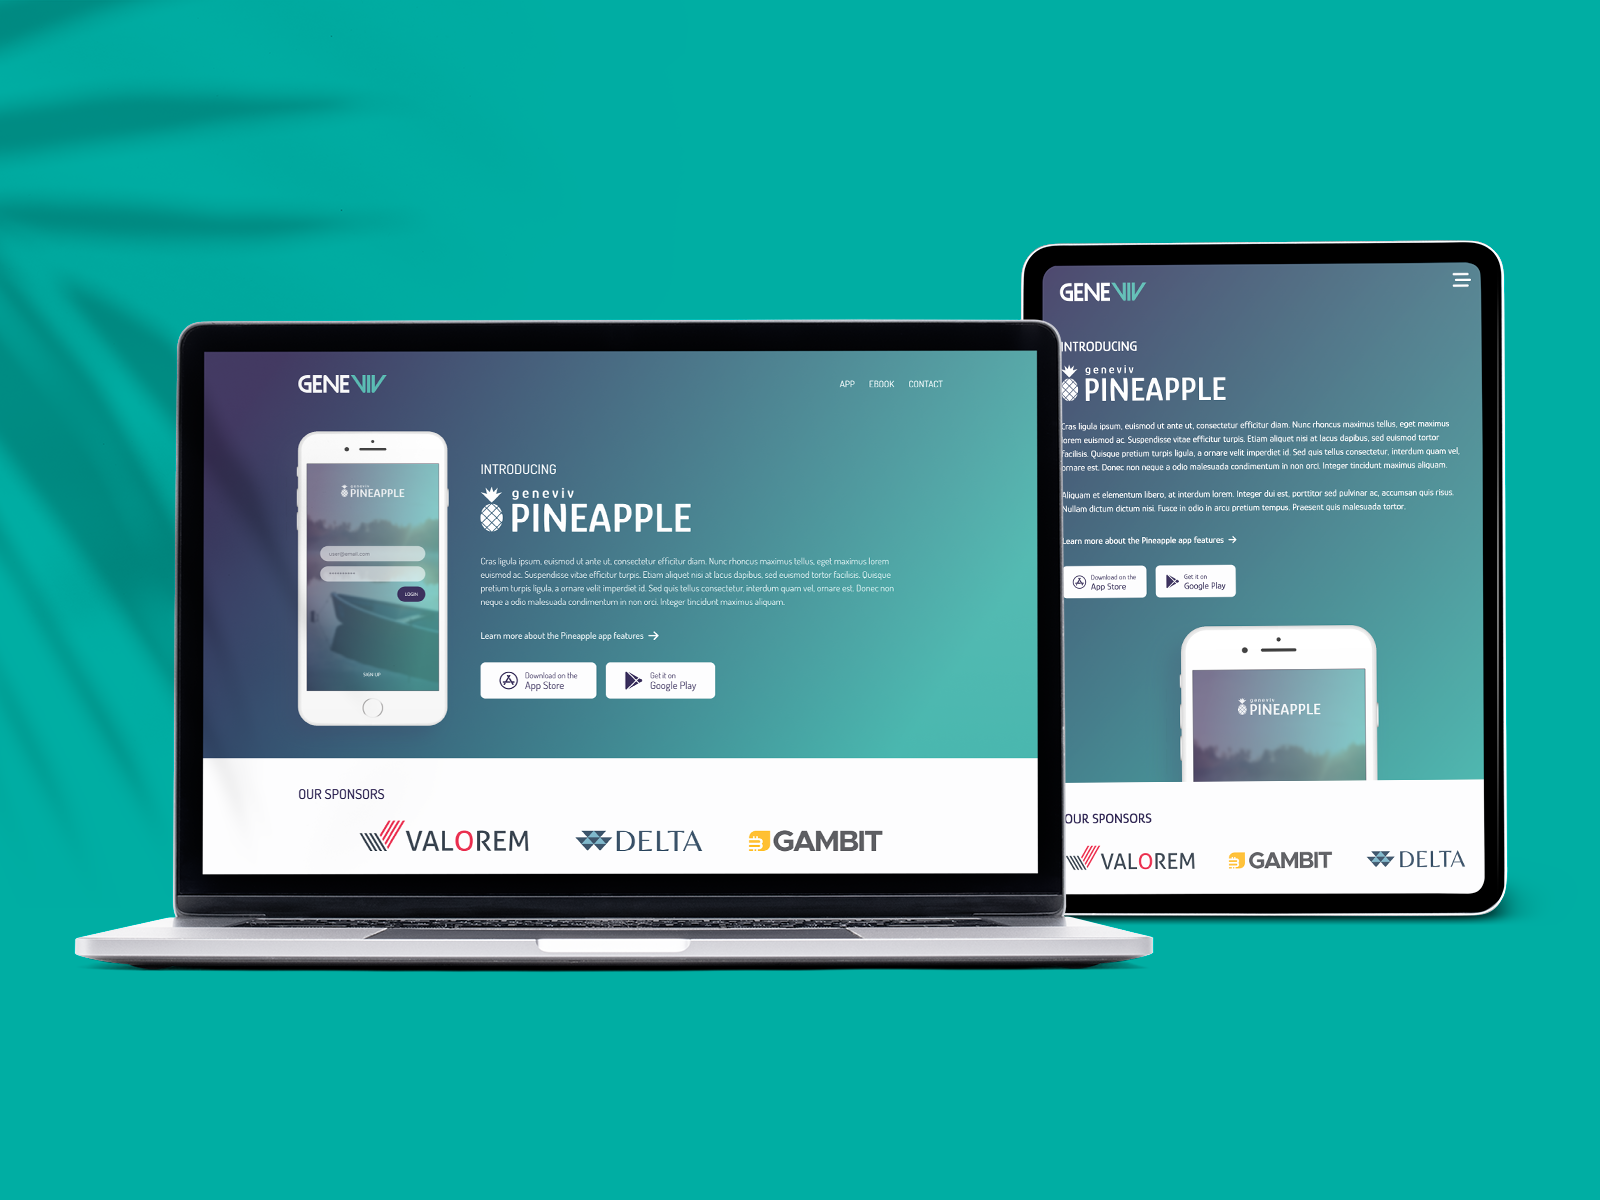 GENEVIV
APP EBOOK CONTACT
geneviv
PINEAPPLE
user@email.com
LOGIN
SIGN UP
INTRODUCING
geneviv
PINEAPPLE
Cras ligula ipsum, euismod ut ante ut, consectetur efficitur diam. Nunc rhoncus maximus tellus, eget maximus lorem
euismod ac. Suspendisse vitae efficitur turpis. Etiam aliquet nisi at lacus dapibus, sed euismod tortor facilisis. Quisque
pretium turpis ligula, a ornare velit imperdiet id. Sed quis tellus consectetur, interdum quam vel, ornare est. Donec non
neque a odio malesuada condimentum in non orci. Integer tincidunt maximus aliquam.
Learn more about the Pineapple app features →
Download on the
App Store
Get it on
Google Play
OUR SPONSORS
VALOREM
DELTA
GAMBIT
GENEVIV
INTRODUCING
geneviv
PINEAPPLE
Cras ligula ipsum, euismod ut ante ut, consectetur efficitur diam. Nunc rhoncus maximus tellus, eget maximus
lorem euismod ac. Suspendisse vitae efficitur turpis. Etiam aliquet nisi at lacus dapibus, sed euismod tortor
facilisis. Quisque pretium turpis ligula, a ornare velit imperdiet id. Sed quis tellus consectetur, interdum quam vel,
ornare est. Donec non neque a odio malesuada condimentum in non orci. Integer tincidunt maximus aliquam.
Aliquam et elementum libero, at interdum lorem. Integer dui est, porttitor sed pulvinar ac, accumsan quis risus.
Nullam dictum dictum nisi. Fusce in odio in arcu pretium tempus. Praesent quis malesuada tortor.
Learn more about the Pineapple app features →
Download on the
App Store
Get it on
Google Play
geneviv
PINEAPPLE
OUR SPONSORS
VALOREM
GAMBIT
DELTA